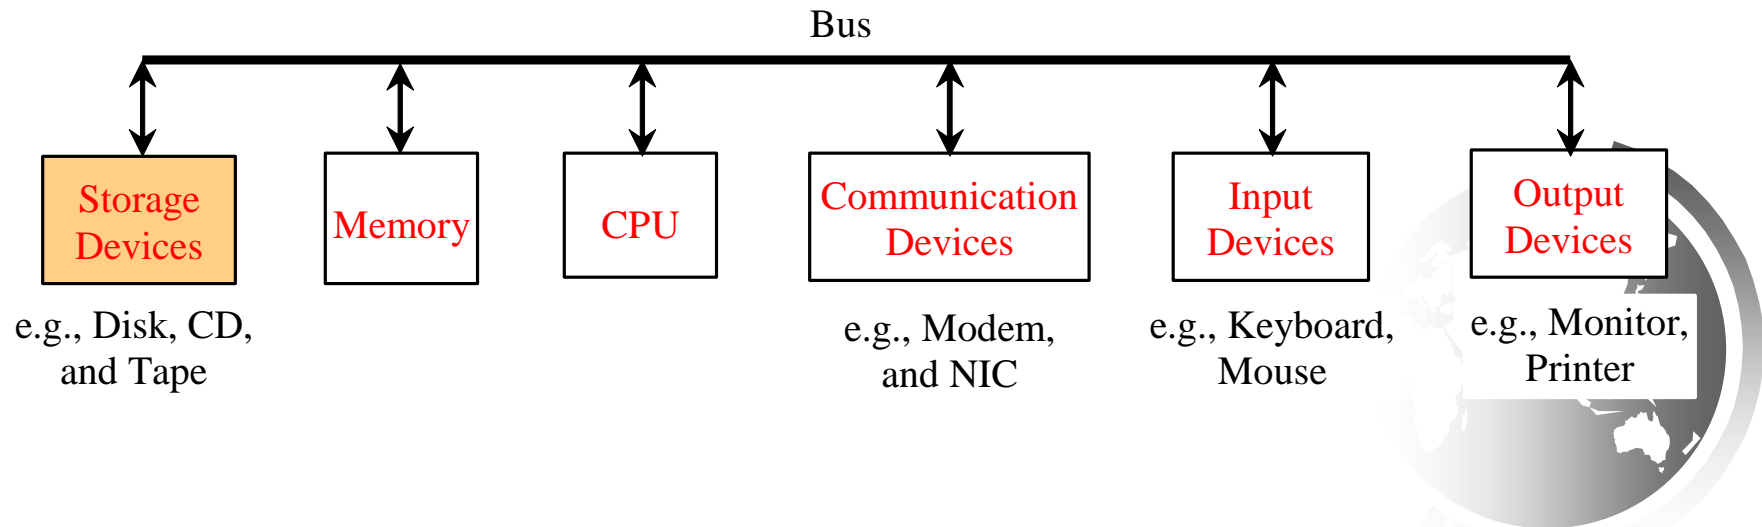 Bus
Storage
Devices
Memory
CPU
Communication
Devices
Input
Devices
Output
Devices
e.g., Disk, CD,
and Tape
e.g., Modem,
and NIC
e.g., Keyboard,
Mouse
e.g., Monitor,
Printer